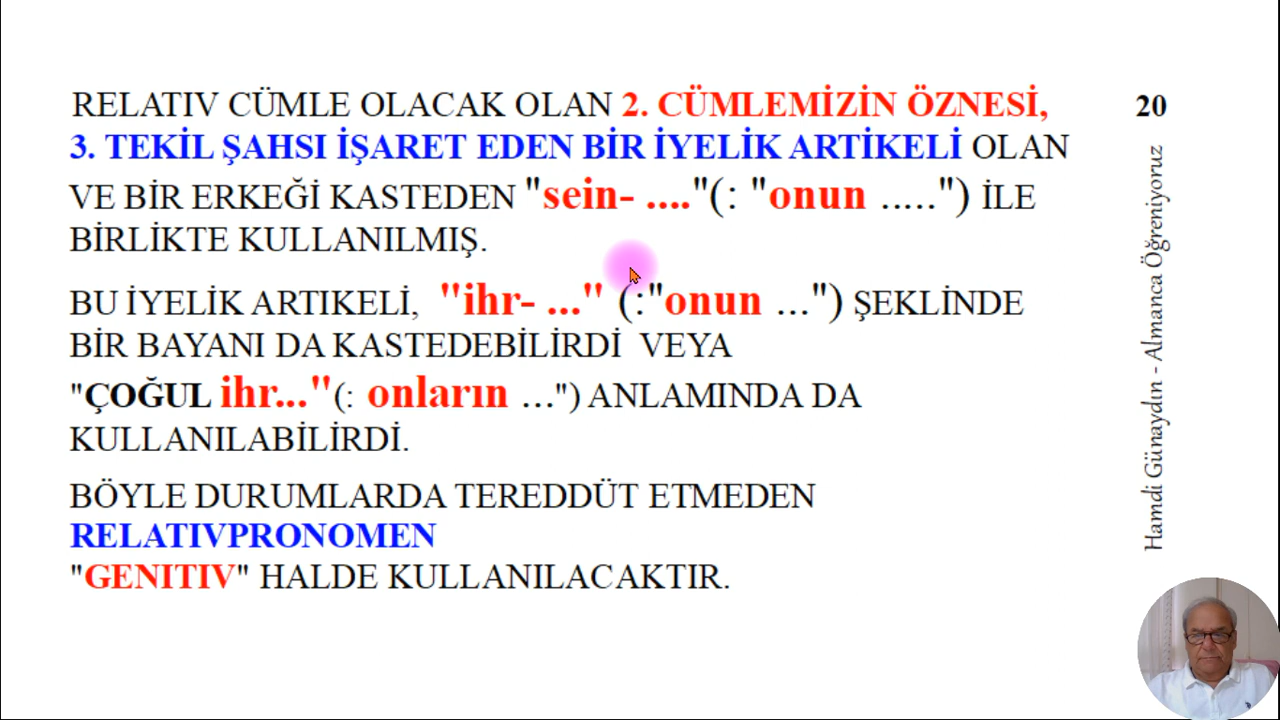 RELATIV CÜMLE OLACAK OLAN 2. CÜMLEMİZİN ÖZNESİ,
3. TEKİL ŞAHSI İŞARET EDEN BİR İYELİK ARTİKELİ OLAN
VE BİR ERKEĞİ KASTEDEN "sein- ...."(: "onun .....") İLE
BİRLİKTE KULLANILMIŞ.
BU İYELİK ARTIKELİ, "ihr- ..." (:"onun ...") ŞEKLİNDE
BİR BAYANI DA KASTEDEBİLİRDİ VEYA
"ÇOĞUL ihr..."(: onların ...") ANLAMINDA DA
KULLANILABİLİRDİ.
BÖYLE DURUMLARDA TEREDDÜT ETMEDEN
RELATIVPRONOMEN
"GENITIV" HALDE KULLANILACAKTIR.
20
Hamdi Günaydın - Almanca Öğreniyoruz